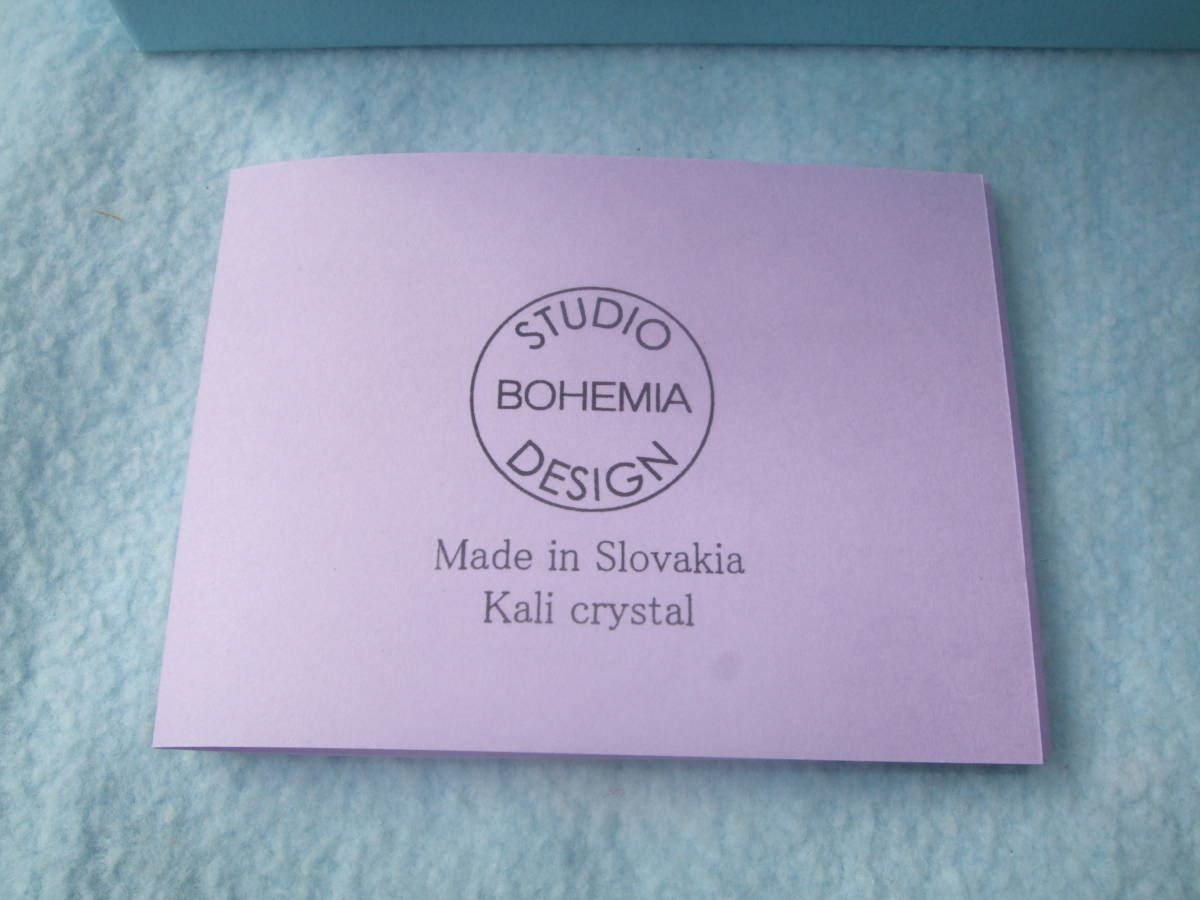 STUDIO
BOHEMIA
DESIGN
Made in Slovakia
Kali crystal